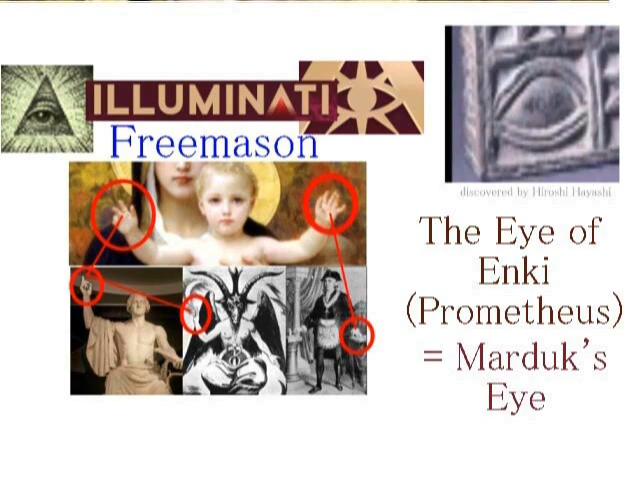 ILLUMINATI
Freemason
discovered by Hiroshi Hayashi
The Eye of
Enki
(Prometheus)
= Marduk's
Eye